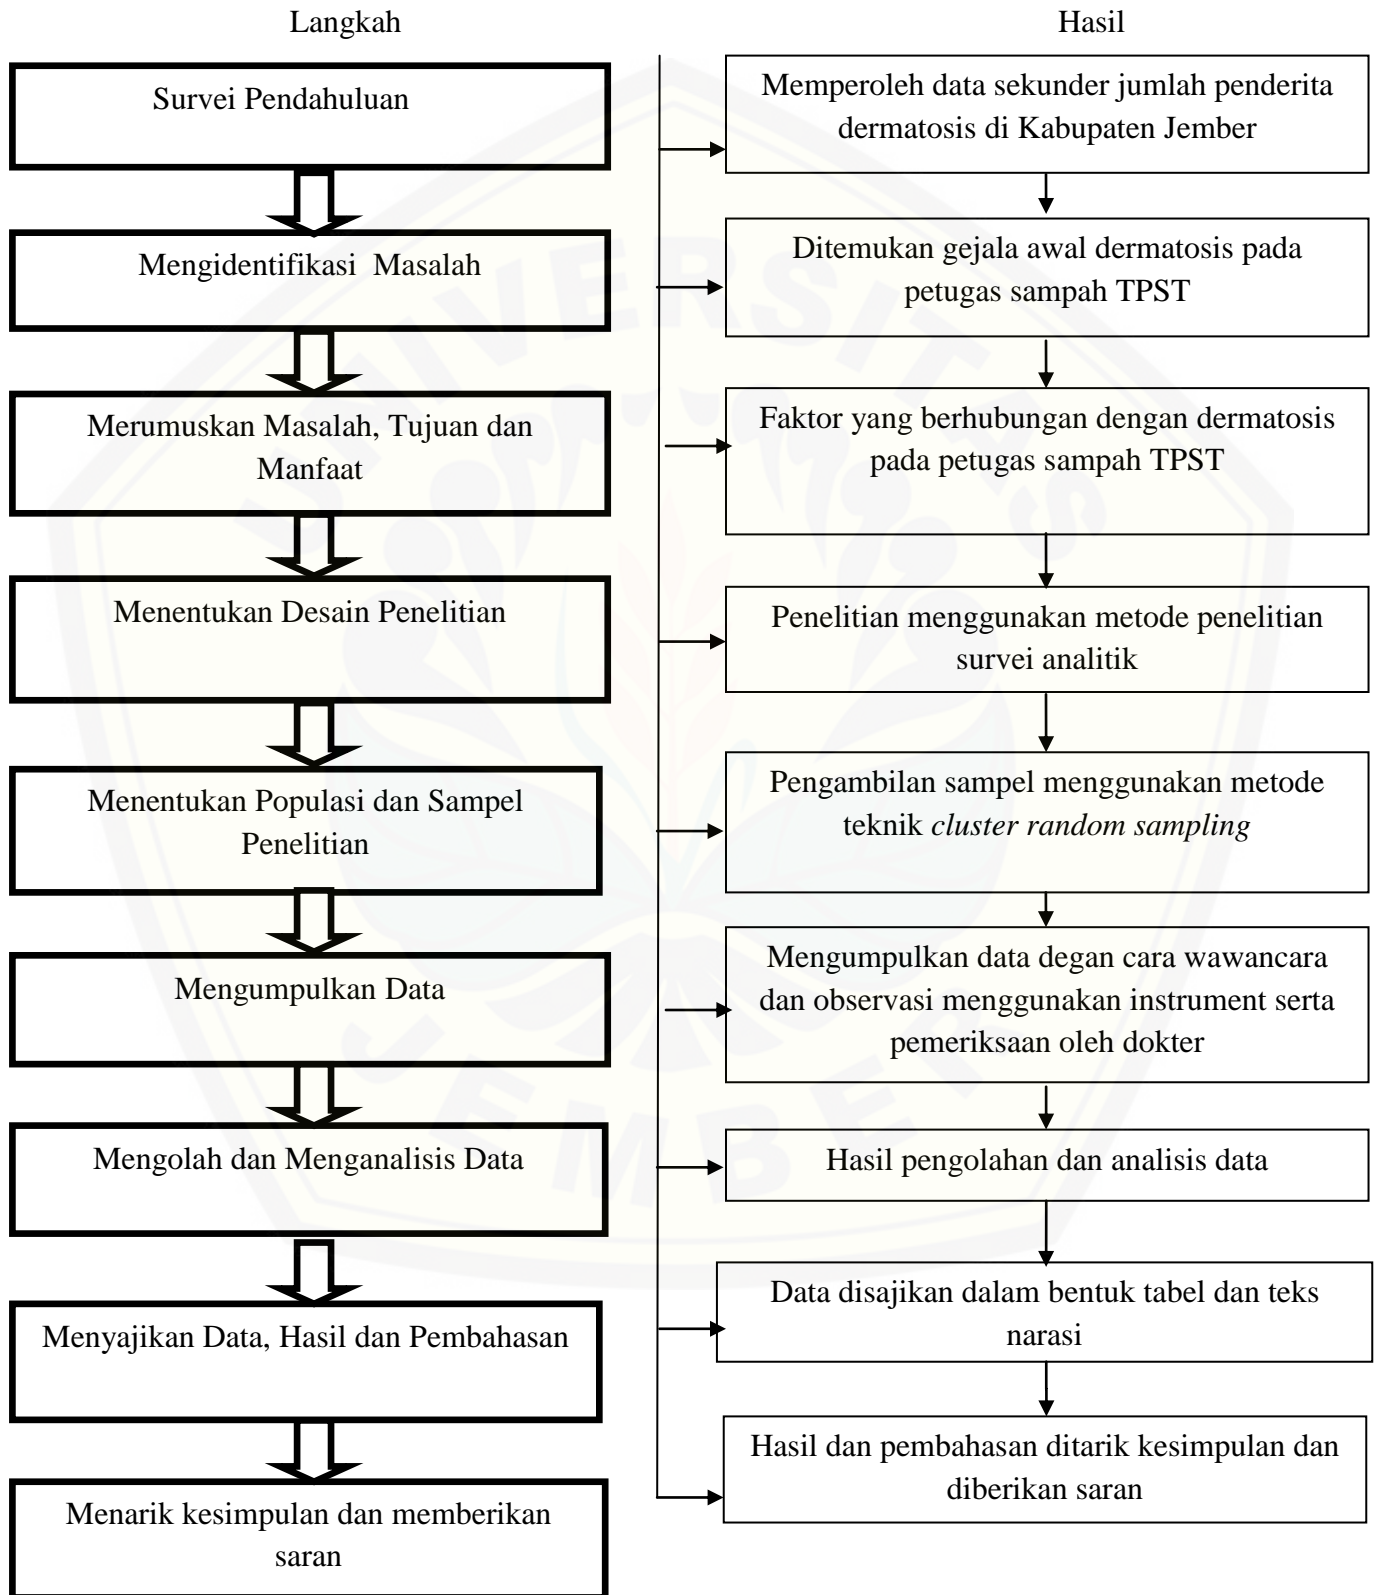 Langkah
Hasil
Survei Pendahuluan
Memperoleh data sekunder jumlah penderita
dermatosis di Kabupaten Jember
Mengidentifikasi Masalah
Ditemukan gejala awal dermatosis pada
petugas sampah TPST
Merumuskan Masalah, Tujuan dan
Manfaat
Faktor yang berhubungan dengan dermatosis
pada petugas sampah TPST
Menentukan Desain Penelitian
Penelitian menggunakan metode penelitian
survei analitik
Menentukan Populasi dan Sampel
Penelitian
Pengambilan sampel menggunakan metode
teknik cluster random sampling
Mengumpulkan Data
Mengumpulkan data degan cara wawancara
dan observasi menggunakan instrument serta
pemeriksaan oleh dokter
Mengolah dan Menganalisis Data
Hasil pengolahan dan analisis data
Menyajikan Data, Hasil dan Pembahasan
Data disajikan dalam bentuk tabel dan teks
narasi
Menarik kesimpulan dan memberikan
saran
Hasil dan pembahasan ditarik kesimpulan dan
diberikan saran
UNIVERSITAS
JEMBER